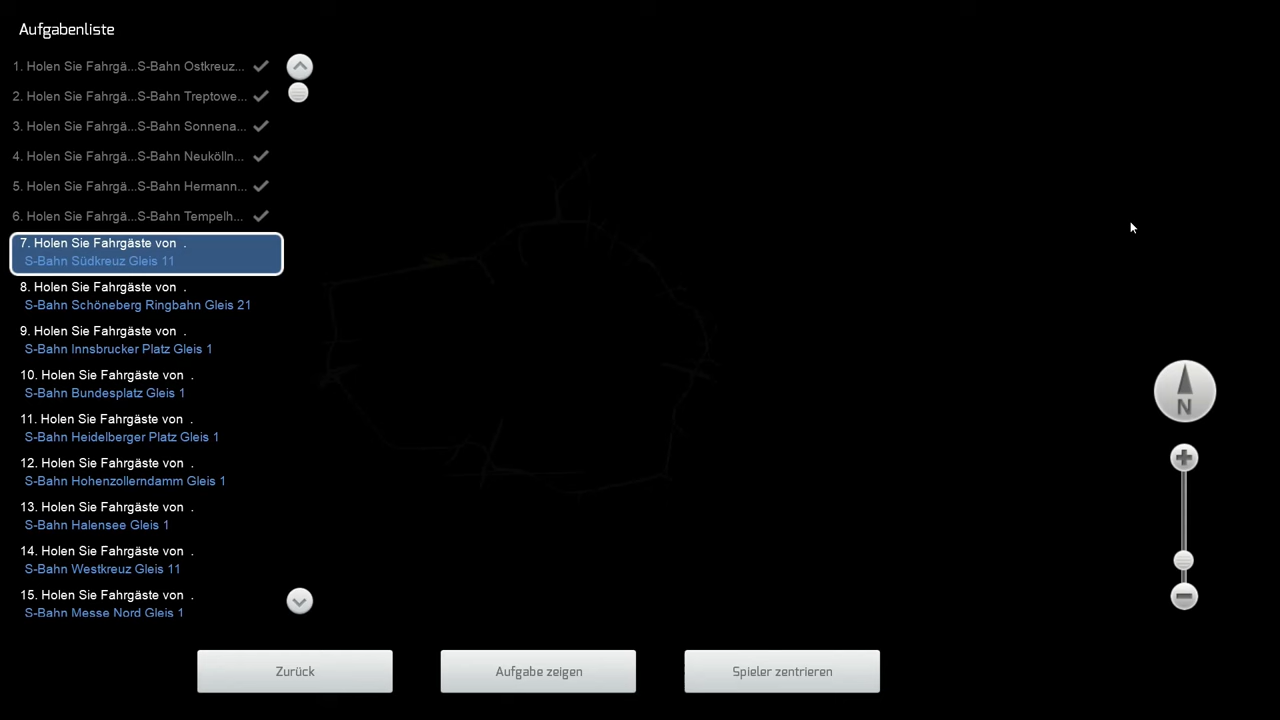 Aufgabenliste
1. Holen Sie Fahrgä...S-Bahn Ostkreuz...
2. Holen Sie Fahrgä...S-Bahn Treptowe...
3. Holen Sie Fahrgä...S-Bahn Sonnena...
4. Holen Sie Fahrgä...S-Bahn Neukölln...
5. Holen Sie Fahrgä...S-Bahn Hermann...
6. Holen Sie Fahrgä...S-Bahn Tempelh...
7. Holen Sie Fahrgäste von .
S-Bahn Südkreuz Gleis 11
8. Holen Sie Fahrgäste von .
S-Bahn Schöneberg Ringbahn Gleis 21
9. Holen Sie Fahrgäste von .
S-Bahn Innsbrucker Platz Gleis 1
10. Holen Sie Fahrgäste von .
S-Bahn Bundesplatz Gleis 1
11. Holen Sie Fahrgäste von .
S-Bahn Heidelberger Platz Gleis 1
12. Holen Sie Fahrgäste von .
S-Bahn Hohenzollerndamm Gleis 1
13. Holen Sie Fahrgäste von .
S-Bahn Halensee Gleis 1
14. Holen Sie Fahrgäste von .
S-Bahn Westkreuz Gleis 11
15. Holen Sie Fahrgäste von .
S-Bahn Messe Nord Gleis 1
N
Zurück
Aufgabe zeigen
Spieler zentrieren